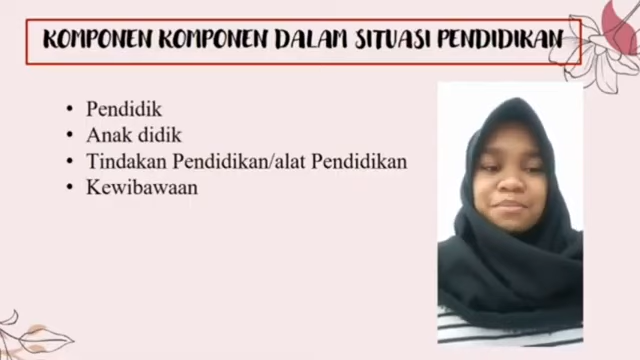 KOMPONEN KOMPONEN DALAM SITUASI PENDIDIKAN
• Pendidik
• Anak didik
• Tindakan Pendidikan/alat Pendidikan
• Kewibawaan